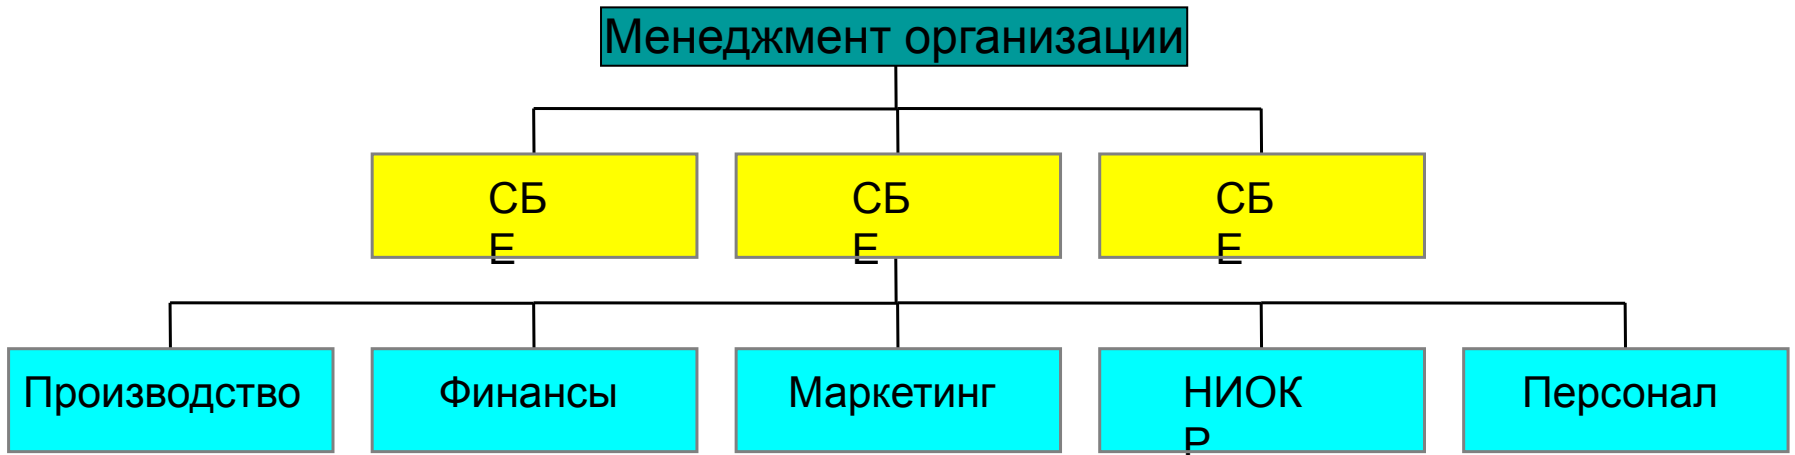 Менеджмент организации
СБ
Е
СБ
Е
СБ
Е
Производство
Финансы
Маркетинг
НИОК
Р
Персонал